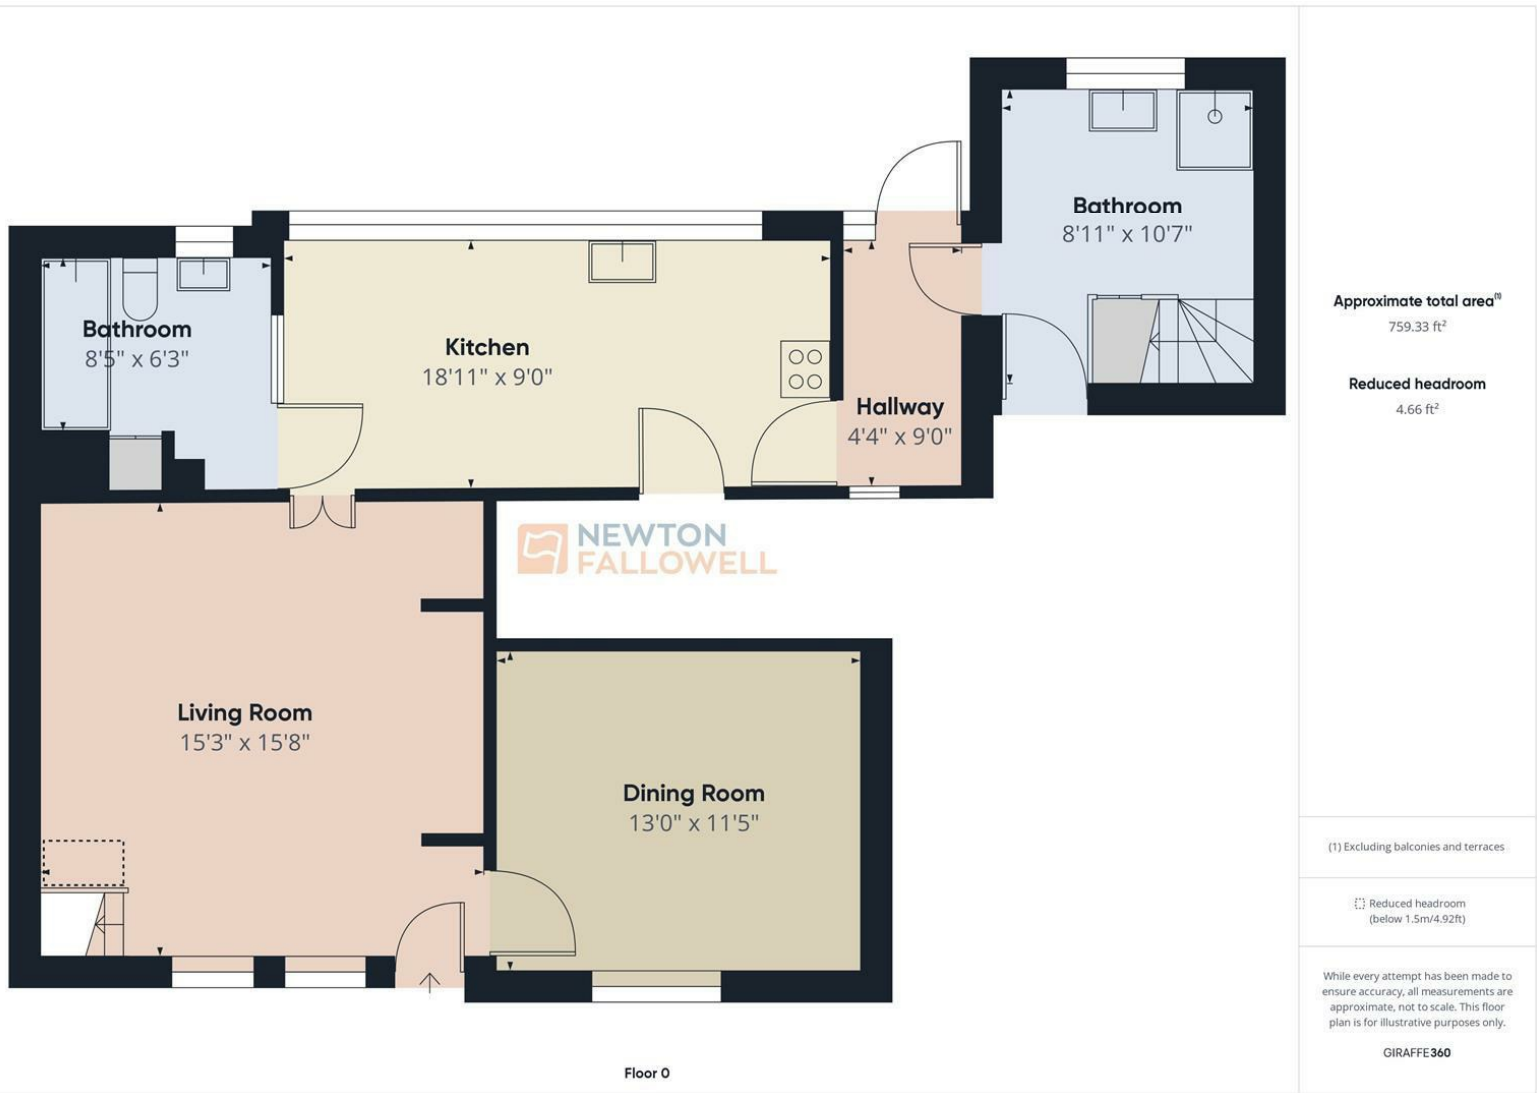 Bathroom
8'11" x 10'7"
Bathroom
8'5" x 6'3"
Kitchen
18'11" x 9'0"
Hallway
4'4" x 9'0"
NEWTON
FALLOWELL
Living Room
15'3" x 15'8"
Dining Room
13'0" x 11'5"
Floor 0
Approximate total area(1)
759.33 ft²
Reduced headroom
4.66 ft²
(1) Excluding balconies and terraces
Reduced headroom
(below 1.5m/4.92ft)
While every attempt has been made to
ensure accuracy, all measurements are
approximate, not to scale. This floor
plan is for illustrative purposes only.
GIRAFFE360